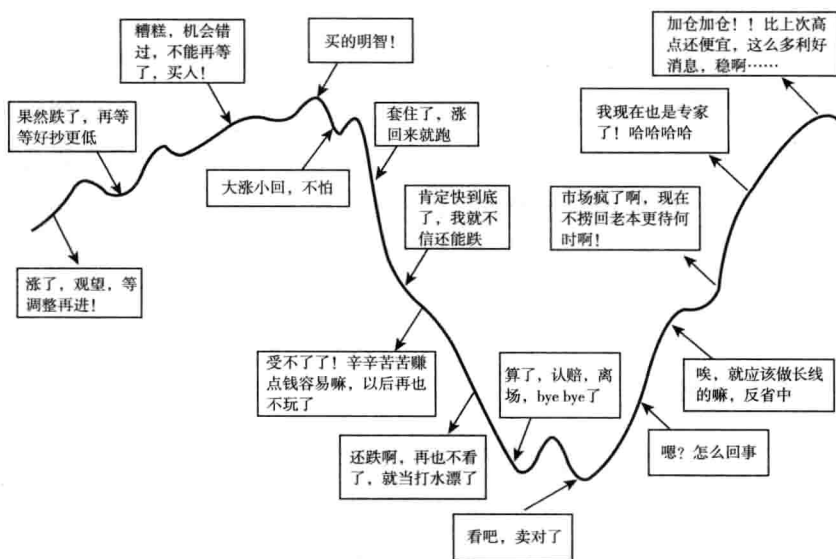 涨了，观望，等
调整再进！
果然跌了，再等
等好抄更低
糟糕，机会错
过，不能再等
了，买人！
买的明智！
大涨小回，不怕
套住了，涨
回来就跑
肯定快到底
了，我就不
信还能跌
受不了了！辛辛苦苦赚
点钱容易嘛，以后再也
不玩了
还跌啊，再也不看
了，就当打水漂了
算了，认赔，离
场，bye bye了
看吧，卖对了
嗯？怎么回事
唉，就应该做长线
的嘛，反省中
市场疯了啊，现在
不捞回老本更待何
时啊！
我现在也是专家
了！哈哈哈哈
加仓加仓！！比上次高
点还便宜，这么多利好
消息，稳啊……